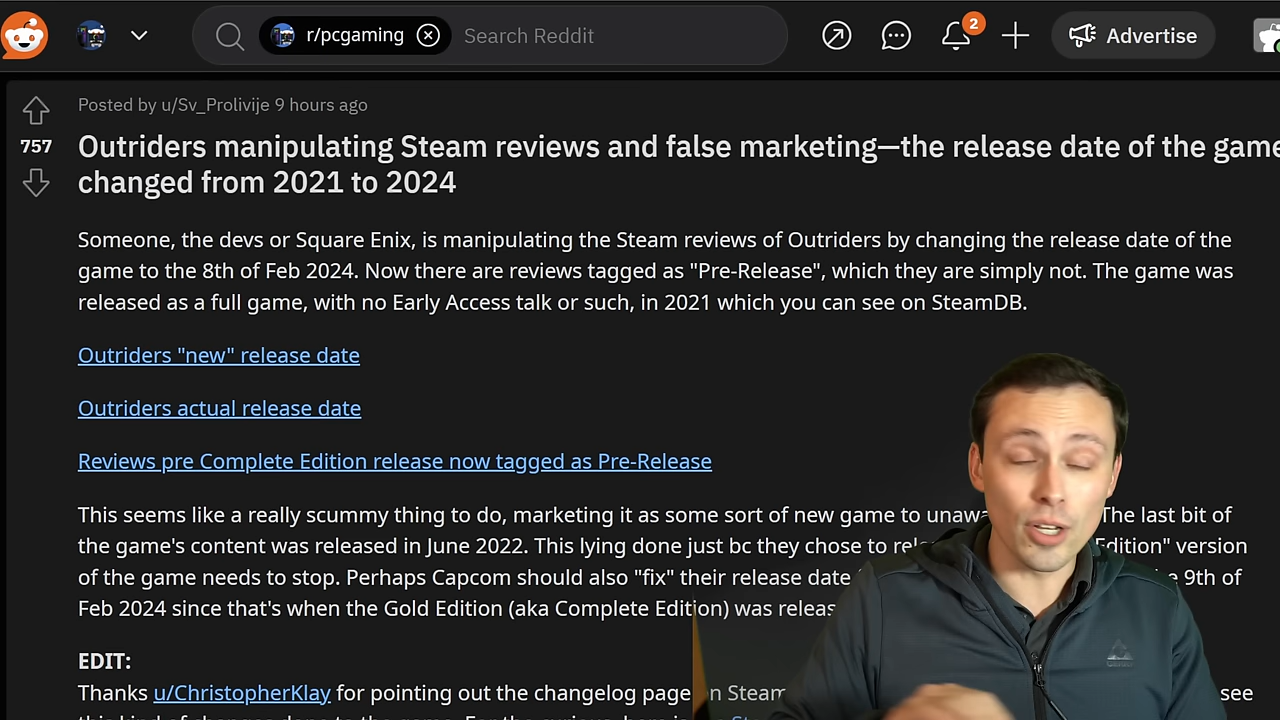 r/pcgaming
Search Reddit
2
Advertise
Posted by u/Sv_Prolivije 9 hours ago
757
Outriders manipulating Steam reviews and false marketing—the release date of the game
changed from 2021 to 2024
Someone, the devs or Square Enix, is manipulating the Steam reviews of Outriders by changing the release date of the
game to the 8th of Feb 2024. Now there are reviews tagged as "Pre-Release", which they are simply not. The game was
released as a full game, with no Early Access talk or such, in 2021 which you can see on SteamDB.
Outriders "new" release date
Outriders actual release date
Reviews pre Complete Edition release now tagged as Pre-Release
This seems like a really scummy thing to do, marketing it as some sort of new game to The last bit of
the game's content was released in June 2022. This lying done just bc they chose to Edition" version
of the game needs to stop. Perhaps Capcom should also "fix" their release date 9th of
Feb 2024 since that's when the Gold Edition (aka Complete Edition) was
EDIT:
Thanks u/ChristopherKlay for pointing out the changelog page on Steam see